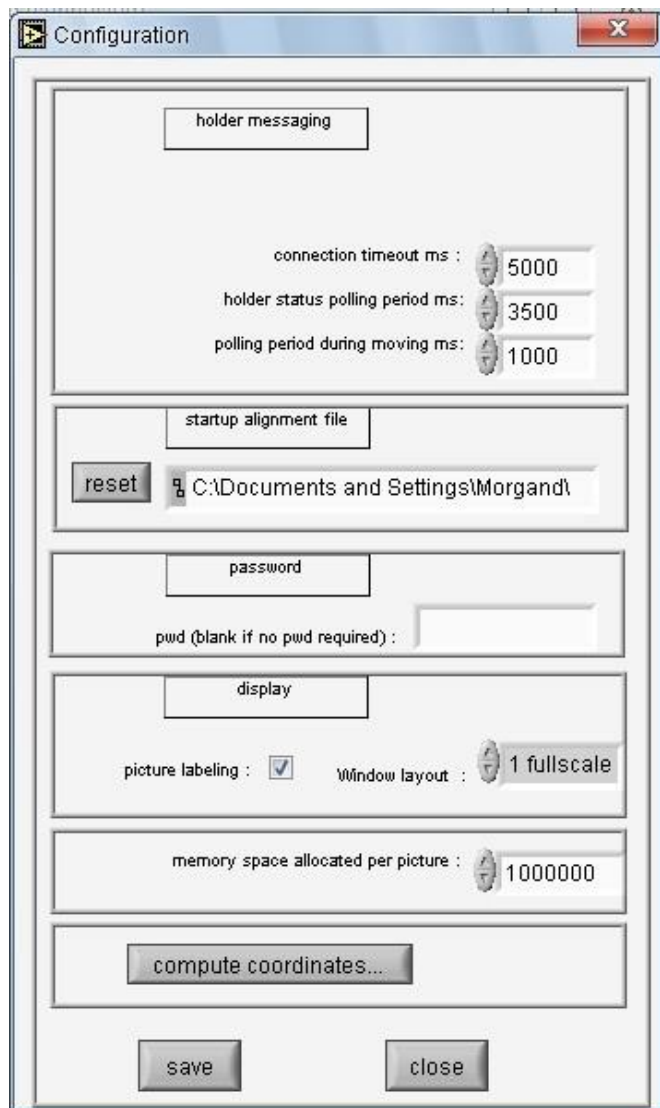 Configuration
holder messaging
connection timeout ms : 5000
holder status polling period ms: 3500
polling period during moving ms: 1000
startup alignment file
reset C:\Documents and Settings\Morgand\
password
pwd (blank if no pwd required) :
display
picture labeling : Window layout : 1 fullscale
memory space allocated per picture : 1000000
compute coordinates...
save close